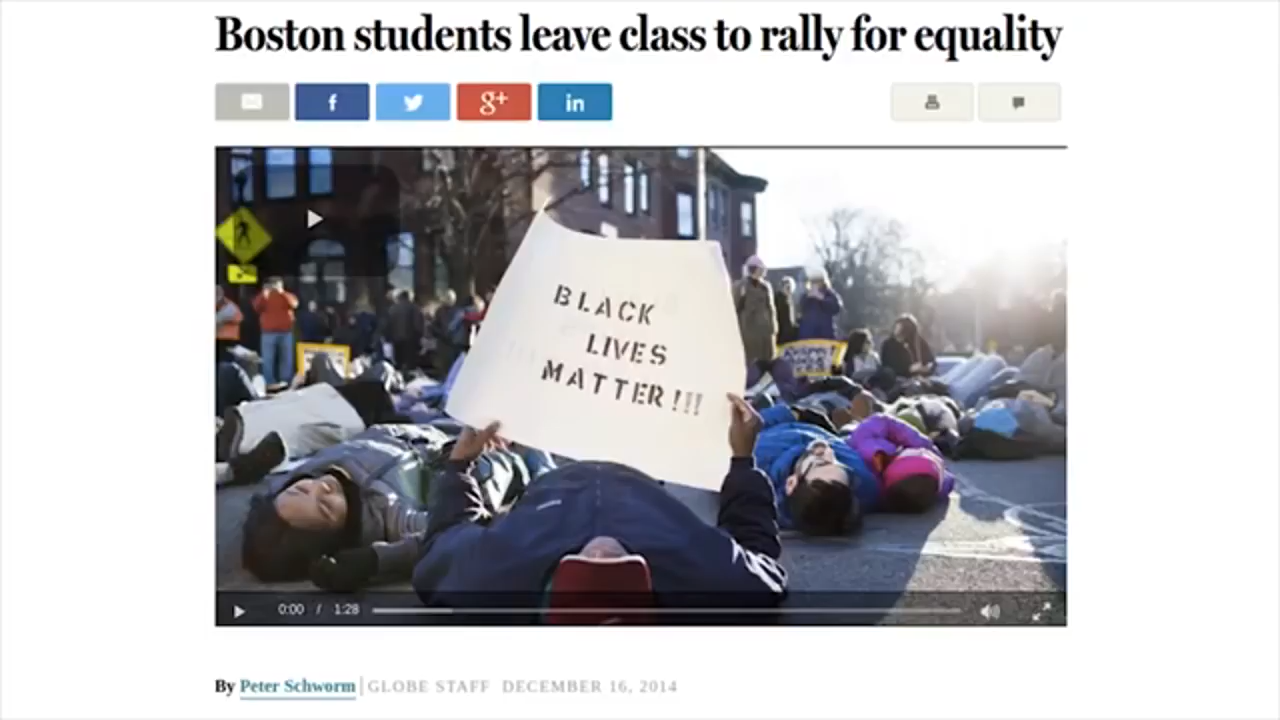 Boston students leave class to rally for equality
f
g+
in
BLACK
LIVES
MATTER!!!
0:00 / 1:28
By Peter Schworm | GLOBE STAFF DECEMBER 16, 2014